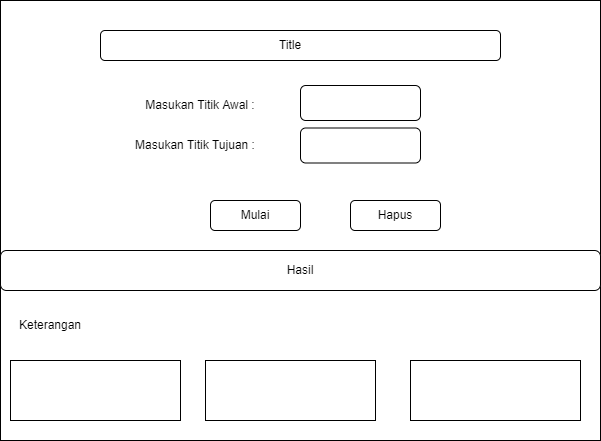 Title
Masukan Titik Awal :
Masukan Titik Tujuan :
Mulai
Hapus
Hasil
Keterangan